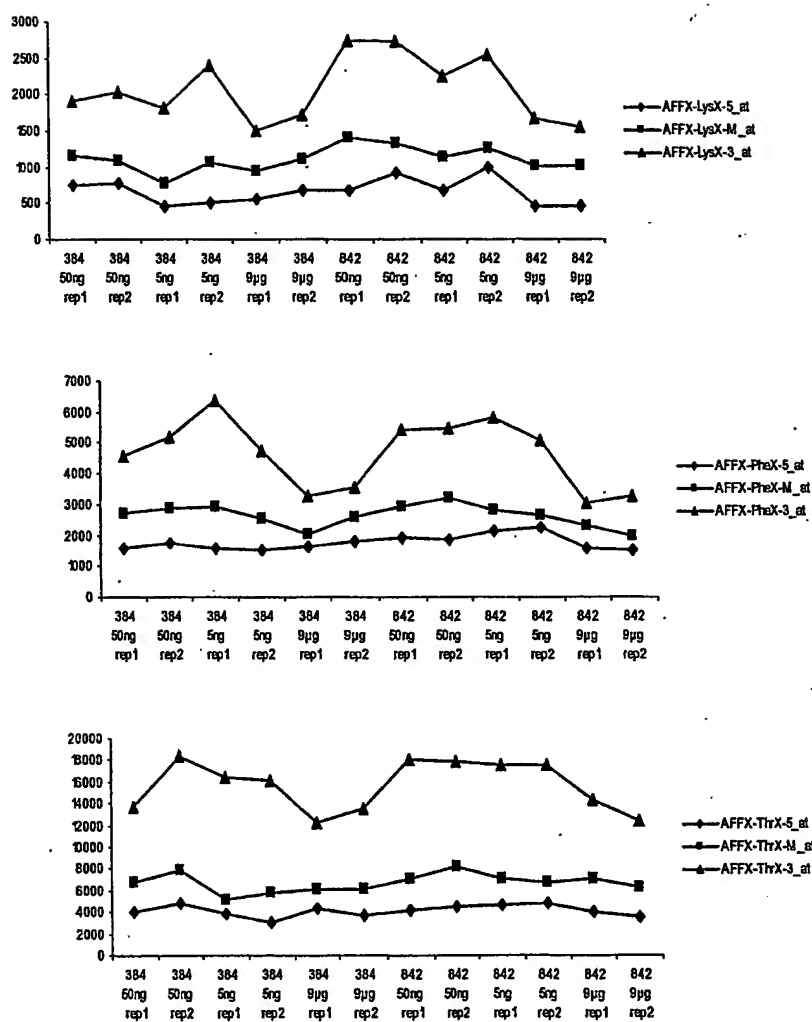 3000
2500
2000
1500
1000
500
0
384 384 384 384 384 384 842 842 842 842 842 842
50ng 50ng 5ng 5ng 9µg 9µg 50ng 50ng 5ng 5ng 9µg 9µg
rep1 rep2 rep1 rep2 rep1 rep2 rep1 rep2 rep1 rep2 rep1 rep2
AFFX-LysX-5_at
AFFX-LysX-M_at
AFFX-LysX-3_at
7000
6000
5000
4000
3000
2000
1000
0
384 384 384 384 384 384 842 842 842 842 842 842
50ng 50ng 5ng 5ng 9µg 9µg 50ng 50ng 5ng 5ng 9µg 9µg
rep1 rep2 rep1 rep2 rep1 rep2 rep1 rep2 rep1 rep2 rep1 rep2
AFFX-PheX-5_at
AFFX-PheX-M_at
AFFX-PheX-3_at
20000
18000
16000
14000
12000
10000
8000
6000
4000
2000
0
384 384 384 384 384 384 842 842 842 842 842 842
50ng 50ng 5ng 5ng 9µg 9µg 50ng 50ng 5ng 5ng 9µg 9µg
rep1 rep2 rep1 rep2 rep1 rep2 rep1 rep2 rep1 rep2 rep1 rep2
AFFX-ThrX-5_at
AFFX-ThrX-M_at
AFFX-ThrX-3_at